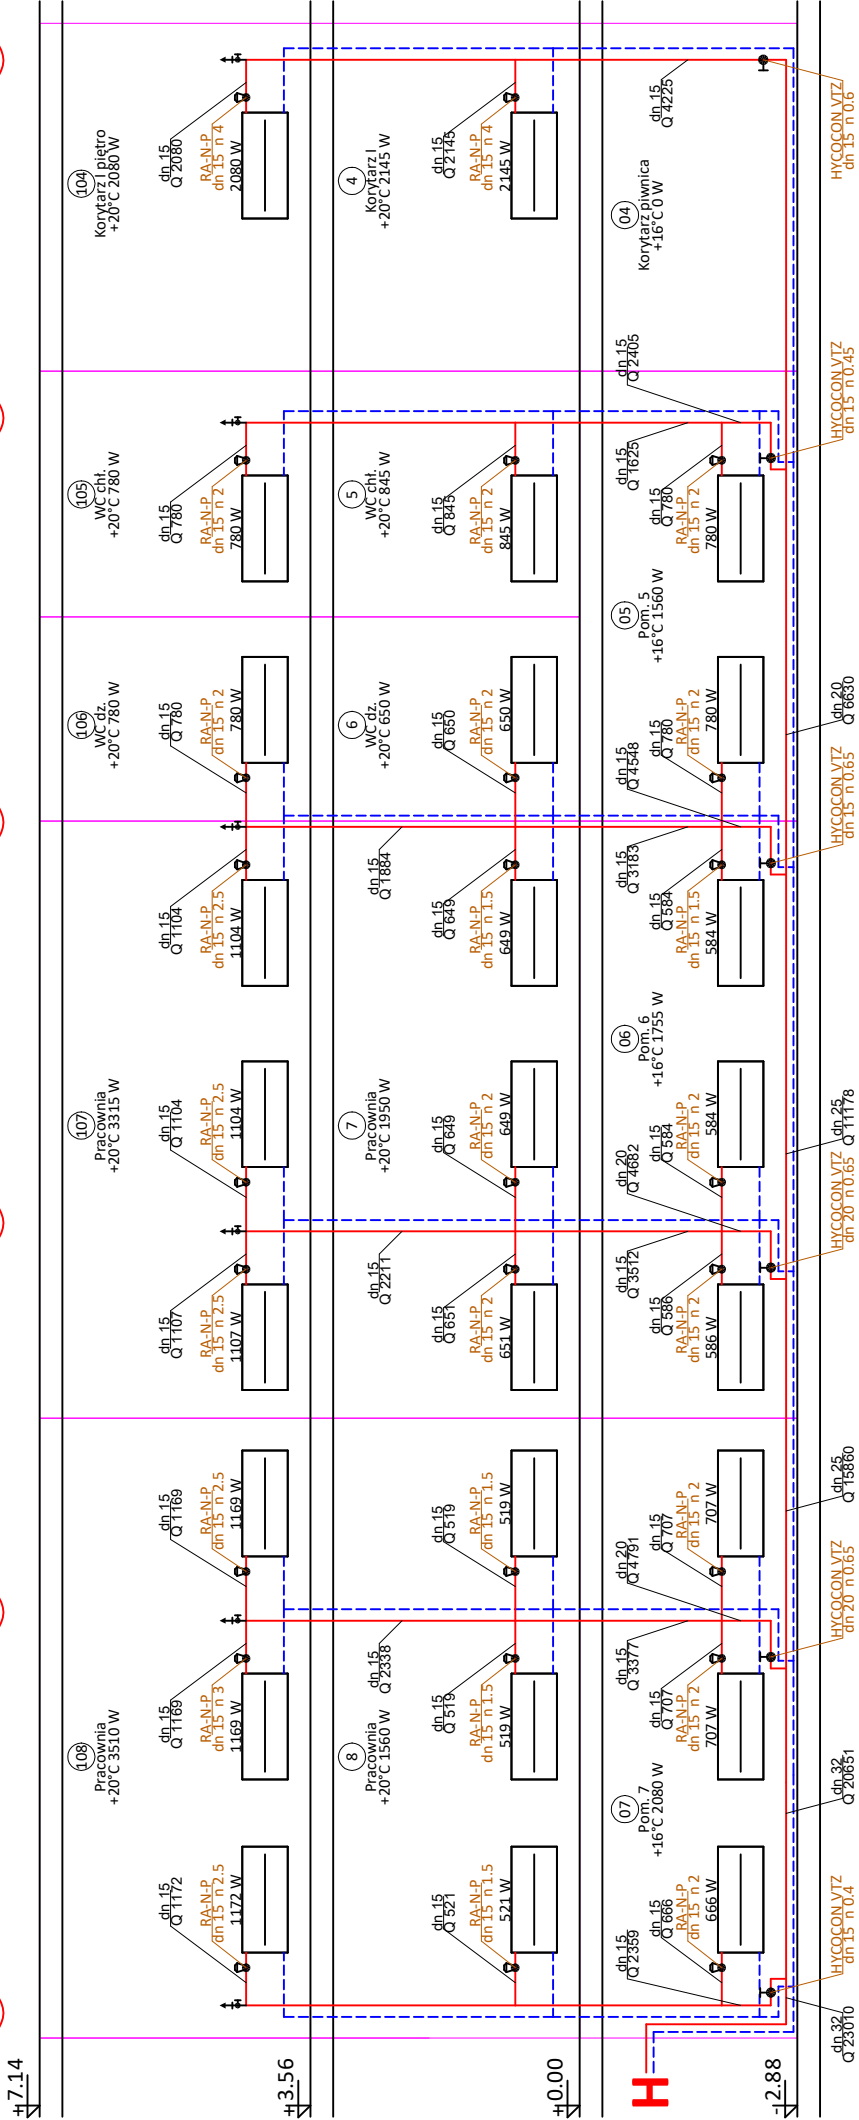 +7.14
108
Pracownia
+20°C 3510 W
107
Pracownia
+20°C 3315 W
106
WC dz.
+20°C 780 W
105
WC chł.
+20°C 780 W
104
Korytarz I piętro
+20°C 2080 W
dn 15
Q 1172
RA-N-P
dn 15 n 2.5
1172 W
dn 15
Q 1169
RA-N-P
dn 15 n 3
1169 W
dn 15
Q 1169
RA-N-P
dn 15 n 2.5
1169 W
dn 15
Q 1107
RA-N-P
dn 15 n 2.5
1107 W
dn 15
Q 1104
RA-N-P
dn 15 n 2.5
1104 W
dn 15
Q 1104
RA-N-P
dn 15 n 2.5
1104 W
dn 15
Q 780
RA-N-P
dn 15 n 2
780 W
dn 15
Q 780
RA-N-P
dn 15 n 2
780 W
dn 15
Q 2080
RA-N-P
dn 15 n 4
2080 W
+3.56
8
Pracownia
+20°C 1560 W
dn 15
Q 2338
7
Pracownia
+20°C 1950 W
dn 15
Q 2211
dn 15
Q 1884
6
WC dz.
+20°C 650 W
5
WC chł.
+20°C 845 W
4
Korytarz I
+20°C 2145 W
dn 15
Q 521
RA-N-P
dn 15 n 1.5
521 W
dn 15
Q 519
RA-N-P
dn 15 n 1.5
519 W
dn 15
Q 519
RA-N-P
dn 15 n 1.5
519 W
dn 15
Q 651
RA-N-P
dn 15 n 2
651 W
dn 15
Q 649
RA-N-P
dn 15 n 2
649 W
dn 15
Q 649
RA-N-P
dn 15 n 1.5
649 W
dn 15
Q 650
RA-N-P
dn 15 n 2
650 W
dn 15
Q 845
RA-N-P
dn 15 n 2
845 W
dn 15
Q 2145
RA-N-P
dn 15 n 4
2145 W
+0.00
07
Pom. 7
+16°C 2080 W
06
Pom. 6
+16°C 1755 W
05
Pom. 5
+16°C 1560 W
04
Korytarz piwnica
+16°C 0 W
dn 15
Q 2359
dn 15
Q 666
RA-N-P
dn 15 n 2
666 W
dn 15
Q 3377
dn 15
Q 707
RA-N-P
dn 15 n 2
707 W
dn 20
Q 4791
dn 15
Q 707
RA-N-P
dn 15 n 2
707 W
dn 15
Q 3512
dn 15
Q 586
RA-N-P
dn 15 n 2
586 W
dn 20
Q 4682
dn 15
Q 584
RA-N-P
dn 15 n 2
584 W
dn 15
Q 3183
dn 15
Q 584
RA-N-P
dn 15 n 1.5
584 W
dn 15
Q 4548
dn 15
Q 780
RA-N-P
dn 15 n 2
780 W
dn 15
Q 1625
dn 15
Q 780
RA-N-P
dn 15 n 2
780 W
dn 15
Q 2405
dn 15
Q 4225
H
-2.88
dn 32
Q 23010
HYCOCON VTZ
dn 15 n 0.4
dn 32
Q 20651
HYCOCON VTZ
dn 20 n 0.65
dn 25
Q 15860
HYCOCON VTZ
dn 20 n 0.65
dn 25
Q 11178
HYCOCON VTZ
dn 15 n 0.65
dn 20
Q 6630
HYCOCON VTZ
dn 15 n 0.45
HYCOCON VTZ
dn 15 n 0.6